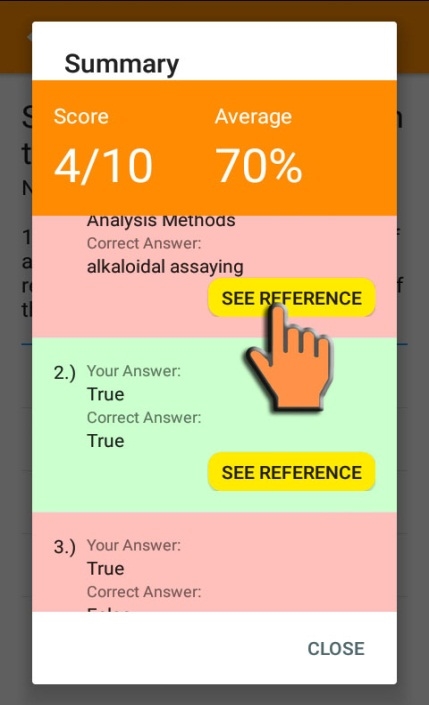 Summary
Score
Average
4/10
70%
Analysis Methods
Correct Answer:
alkaloidal assaying
SEE REFERENCE
2.)
Your Answer:
True
Correct Answer:
True
SEE REFERENCE
3.)
Your Answer:
True
Correct Answer:
CLOSE